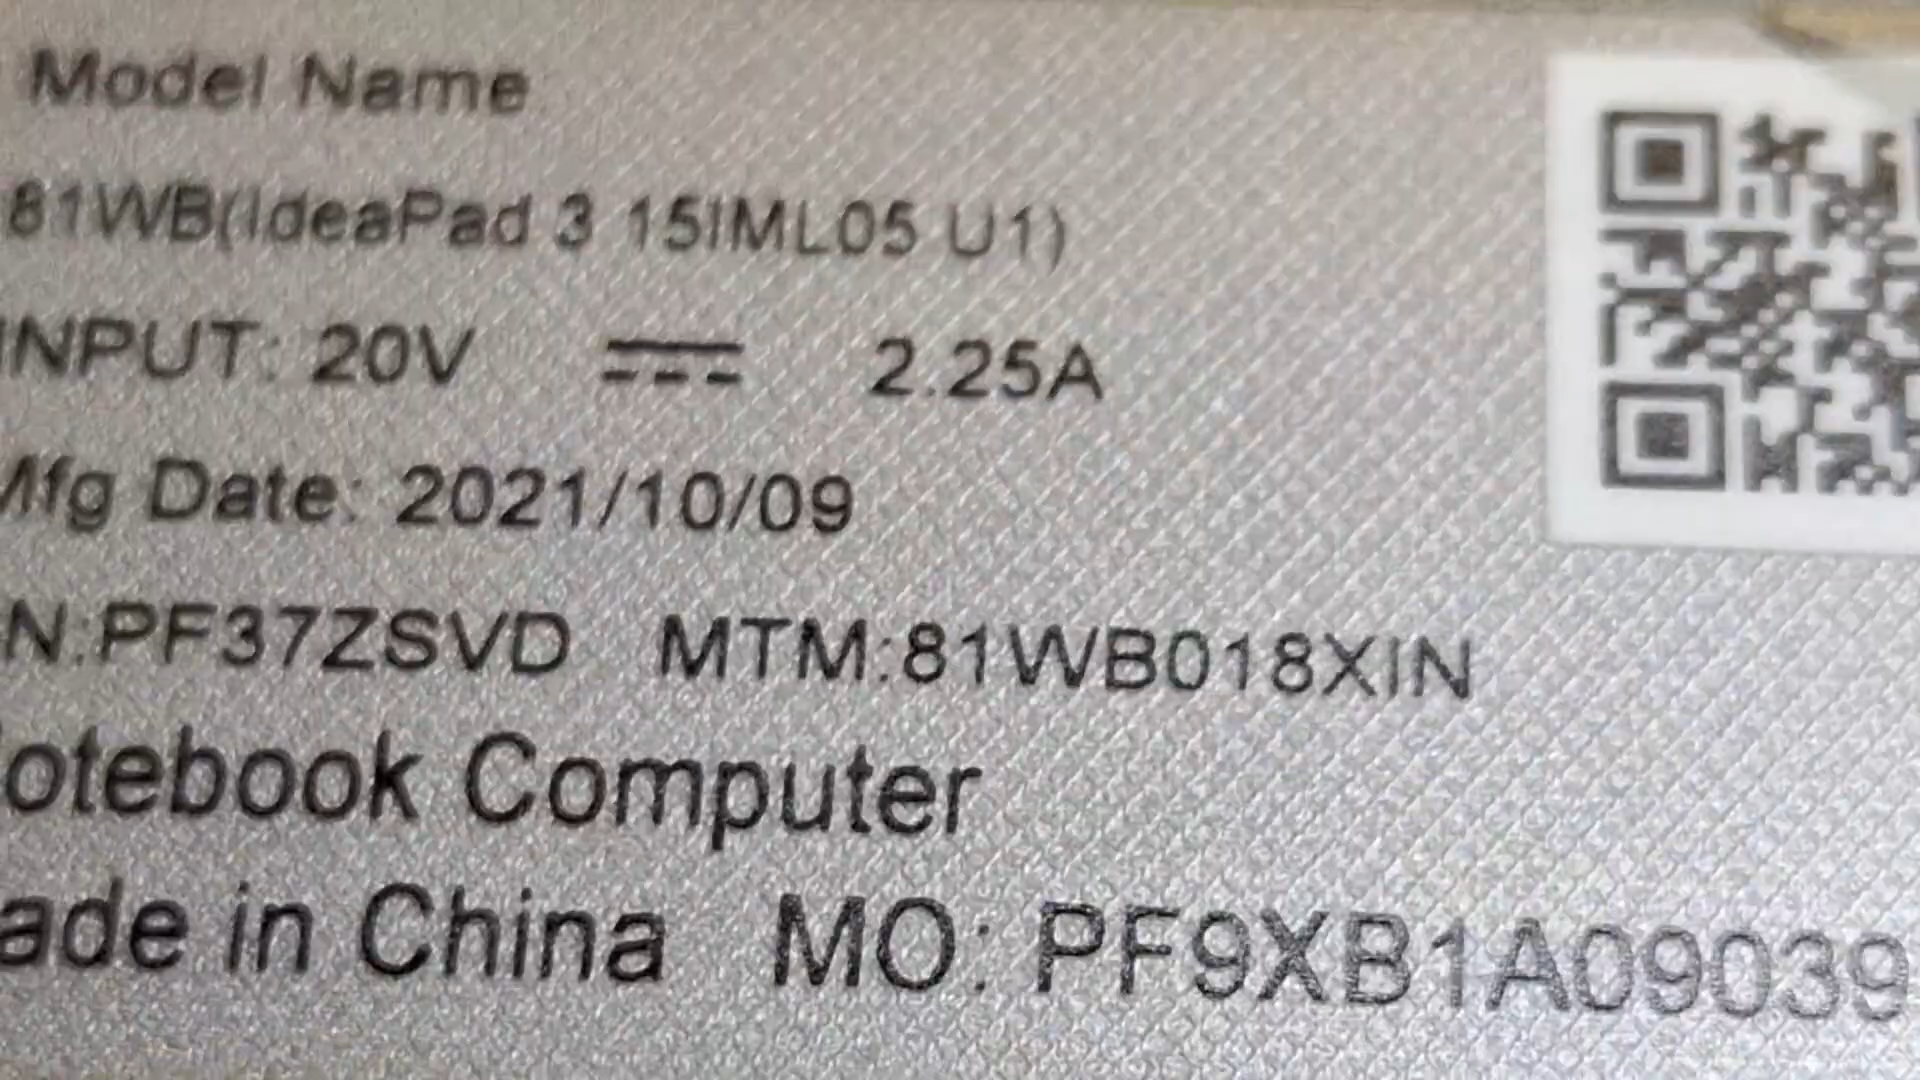 Model Name
81WB(IdeaPad 3 15IML05 U1)
INPUT: 20V ⎓ 2.25A
Mfg Date: 2021/10/09
N:PF37ZSVD MTM:81WB018XIN
otebook Computer
ade in China MO: PF9XB1A09039